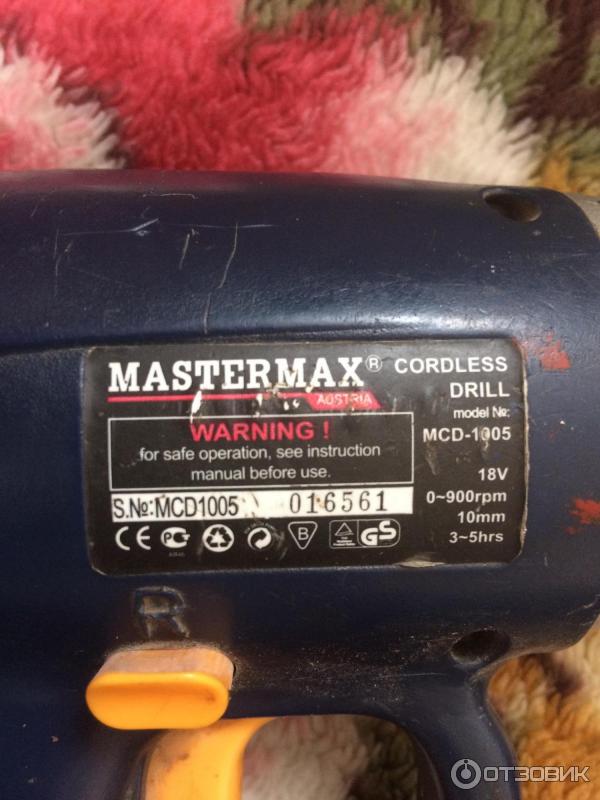 MASTERMAX® CORDLESS
AUSTRIA DRILL
model №:
MCD-1005
WARNING !
for safe operation, see instruction
manual before use.
S.№:MCD1005 016561
18V
0~900rpm
10mm
3~5hrs
CE B GS
R
ОТЗОВИК